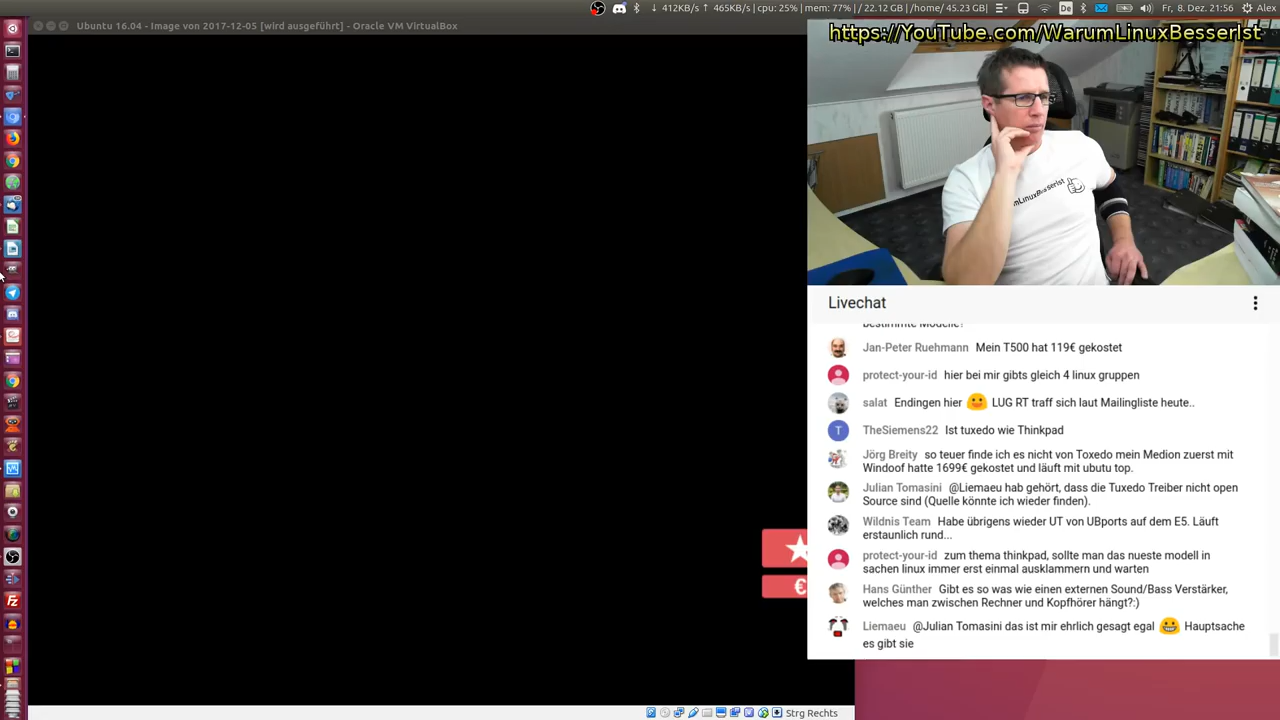 ↓ 412KB/s ↑ 465KB/s | cpu: 25% | mem: 77% // 22.12 GB | /home/ 45.23 GB De Fr, 8. Dez, 21:56 Alex
Ubuntu 16.04 - Image von 2017-12-05 [wird ausgeführt] - Oracle VM VirtualBox
https://YouTube.com/WarumLinuxBesserIst
Livechat
bestimmte Modelle?
Jan-Peter Ruehmann Mein T500 hat 119€ gekostet
protect-your-id hier bei mir gibts gleich 4 linux gruppen
salat Endingen hier LUG RT traff sich laut Mailingliste heute..
T TheSiemens22 Ist tuxedo wie Thinkpad
Jörg Breity so teuer finde ich es nicht von Toxedo mein Medion zuerst mit
Windoof hatte 1699€ gekostet und läuft mit ubutu top.
Julian Tomasini @Liemaeu hab gehört, dass die Tuxedo Treiber nicht open
Source sind (Quelle könnte ich wieder finden).
Wildnis Team Habe übrigens wieder UT von UBports auf dem E5. Läuft
erstaunlich rund...
protect-your-id zum thema thinkpad, sollte man das nueste modell in
sachen linux immer erst einmal ausklammern und warten
Hans Günther Gibt es so was wie einen externen Sound/Bass Verstärker,
welches man zwischen Rechner und Kopfhörer hängt?:)
Liemaeu @Julian Tomasini das ist mir ehrlich gesagt egal Hauptsache
es gibt sie
€
Strg Rechts